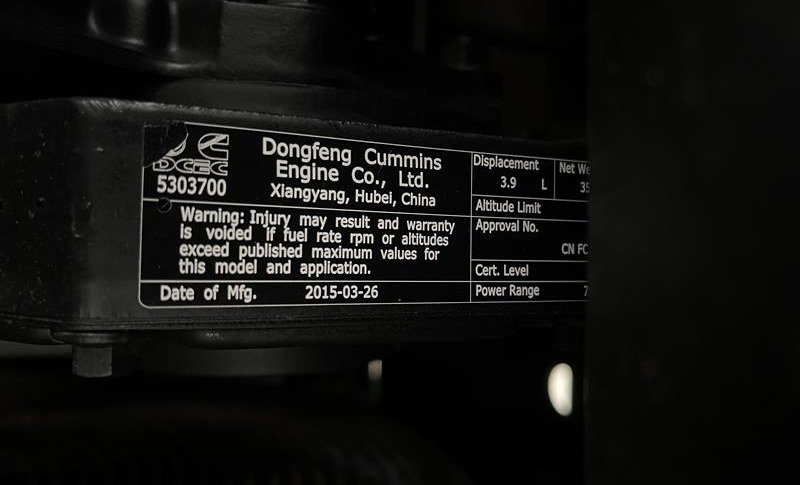 DCEC
5303700
Dongfeng Cummins
Engine Co., Ltd.
Xiangyang, Hubei, China
Warning: Injury may result and warranty
is voided if fuel rate rpm or altitudes
exceed published maximum values for
this model and application.
Date of Mfg. 2015-03-26
Displacement
3.9 L
Net
35
Altitude Limit
Approval No.
CN FC
Cert. Level
Power Range 7